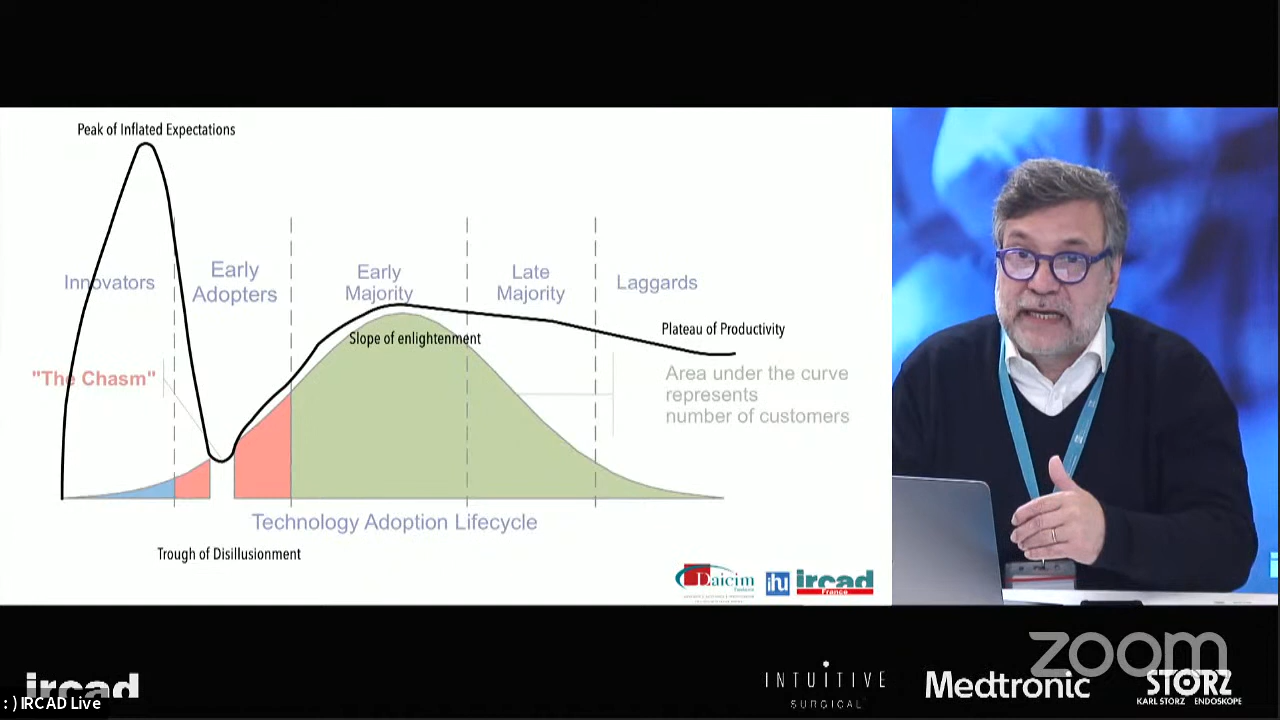 Peak of Inflated Expectations
Innovators
Early
Adopters
Early
Majority
Late
Majority
Laggards
Slope of enlightenment
Plateau of Productivity
"The Chasm"
Area under the curve
represents
number of customers
Technology Adoption Lifecycle
Trough of Disillusionment
Daicim
ihu
ircad
France
zoom
ircad
INTUITIVE
SURGICAL
Medtronic
STORZ
KARL STORZ ENDOSKOPE
:) IRCAD Live